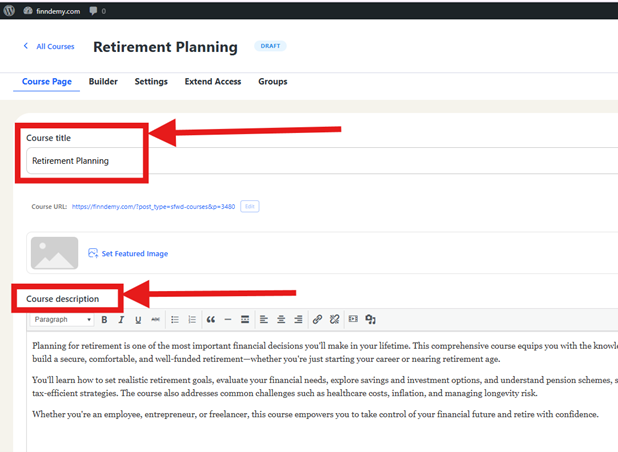 finndemy.com 0
All Courses Retirement Planning DRAFT
Course Page Builder Settings Extend Access Groups
Course title
Retirement Planning
Course URL: https://finndemy.com/?post_type=sfwd-courses&p=3480 Edit
Set Featured Image
Course description
Paragraph B I U ABC
Planning for retirement is one of the most important financial decisions you'll make in your lifetime. This comprehensive course equips you with the knowle
build a secure, comfortable, and well-funded retirement—whether you're just starting your career or nearing retirement age.
You'll learn how to set realistic retirement goals, evaluate your financial needs, explore savings and investment options, and understand pension schemes, s
tax-efficient strategies. The course also addresses common challenges such as healthcare costs, inflation, and managing longevity risk.
Whether you're an employee, entrepreneur, or freelancer, this course empowers you to take control of your financial future and retire with confidence.